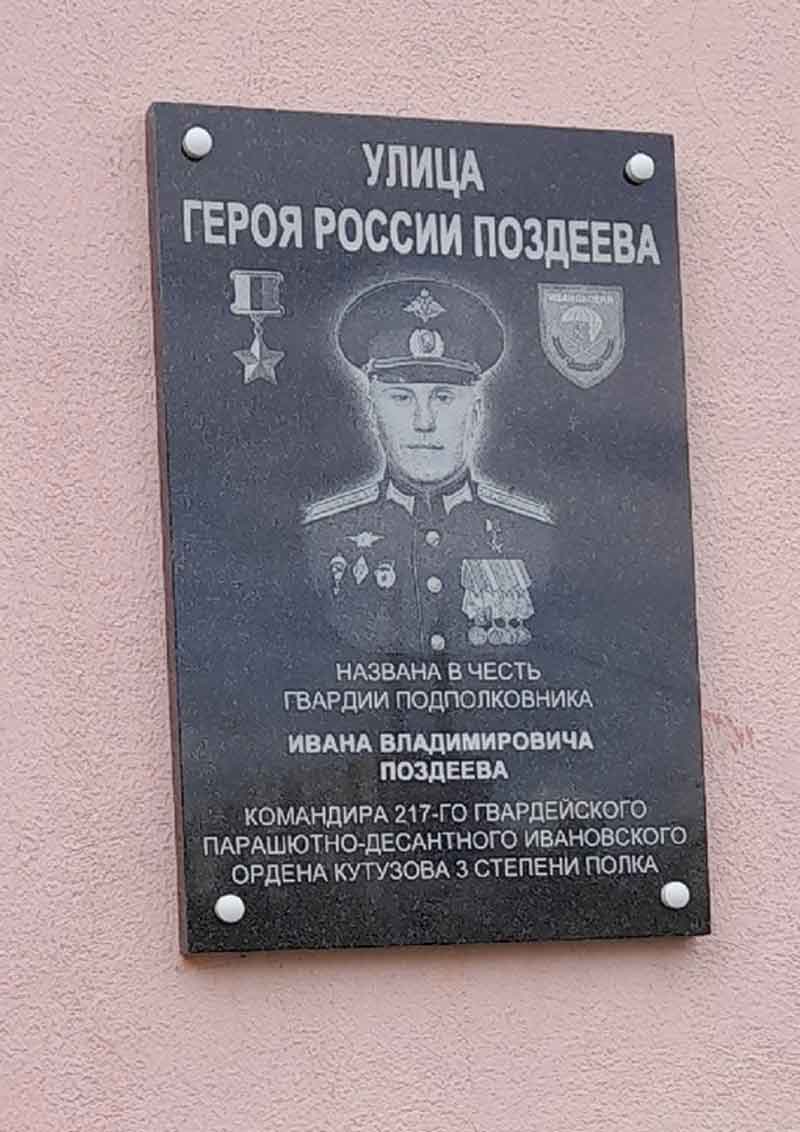 УЛИЦА
ГЕРОЯ РОССИИ ПОЗДЕЕВА
НАЗВАНА В ЧЕСТЬ
ГВАРДИИ ПОДПОЛКОВНИКА
ИВАНА ВЛАДИМИРОВИЧА
ПОЗДЕЕВА
КОМАНДИРА 217-ГО ГВАРДЕЙСКОГО
ПАРАШЮТНО-ДЕСАНТНОГО ИВАНОВСКОГО
ОРДЕНА КУТУЗОВА 3 СТЕПЕНИ ПОЛКА